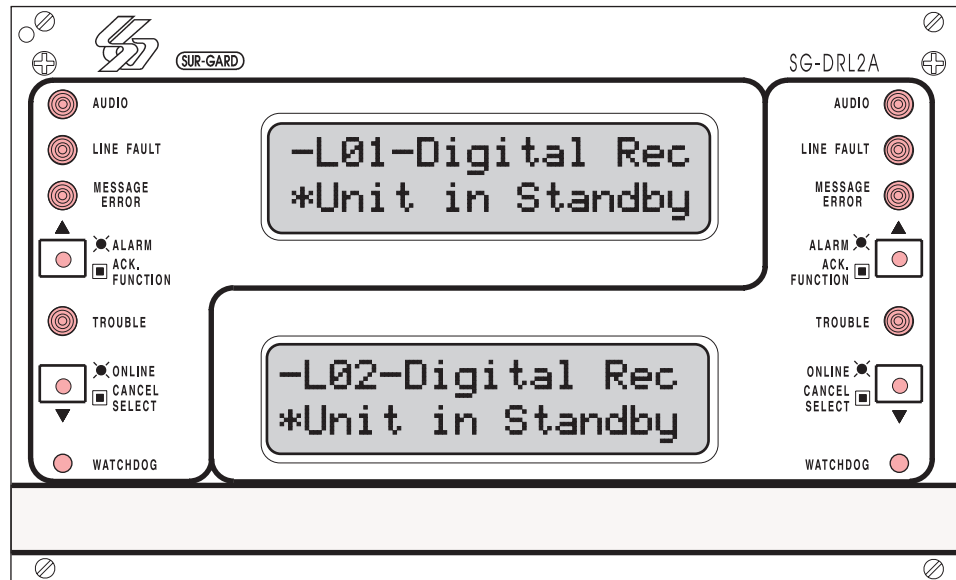 SUR-GARD
SG-DRL2A
AUDIO
LINE FAULT
MESSAGE
ERROR
ALARM
ACK.
FUNCTION
TROUBLE
ONLINE
CANCEL
SELECT
WATCHDOG
-L01-Digital Rec
*Unit in Standby
-L02-Digital Rec
*Unit in Standby
AUDIO
LINE FAULT
MESSAGE
ERROR
ALARM
ACK.
FUNCTION
TROUBLE
ONLINE
CANCEL
SELECT
WATCHDOG